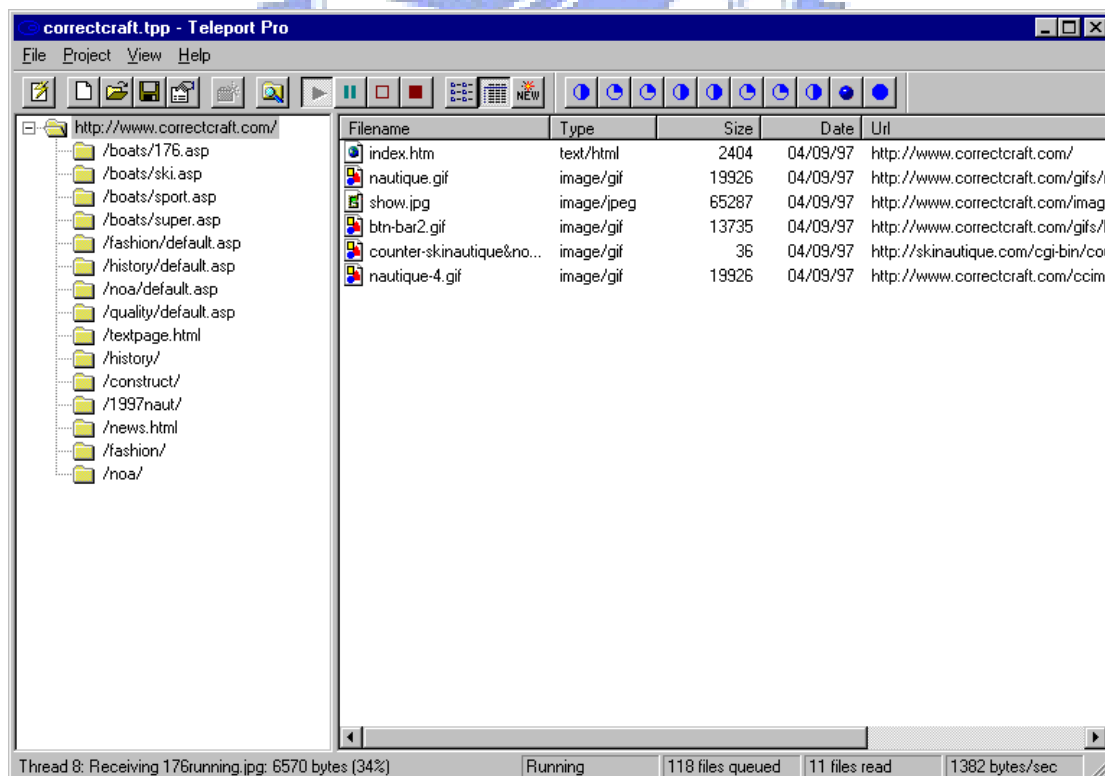 correctcraft.tpp - Teleport Pro
File Project View Help
NEW
http://www.correctcraft.com/
/boats/176.asp
/boats/ski.asp
/boats/sport.asp
/boats/super.asp
/fashion/default.asp
/history/default.asp
/noa/default.asp
/quality/default.asp
/textpage.html
/history/
/construct/
/1997naut/
/news.html
/fashion/
/noa/
Filename Type Size Date Url
index.htm text/html 2404 04/09/97 http://www.correctcraft.com/
nautique.gif image/gif 19926 04/09/97 http://www.correctcraft.com/gifs/
show.jpg image/jpeg 65287 04/09/97 http://www.correctcraft.com/imag
btn-bar2.gif image/gif 13735 04/09/97 http://www.correctcraft.com/gifs/
counter-skinautique&no... image/gif 36 04/09/97 http://skinautique.com/cgi-bin/cou
nautique-4.gif image/gif 19926 04/09/97 http://www.correctcraft.com/ccim
Thread 8: Receiving 176running.jpg: 6570 bytes (34%) Running 118 files queued 11 files read 1382 bytes/sec